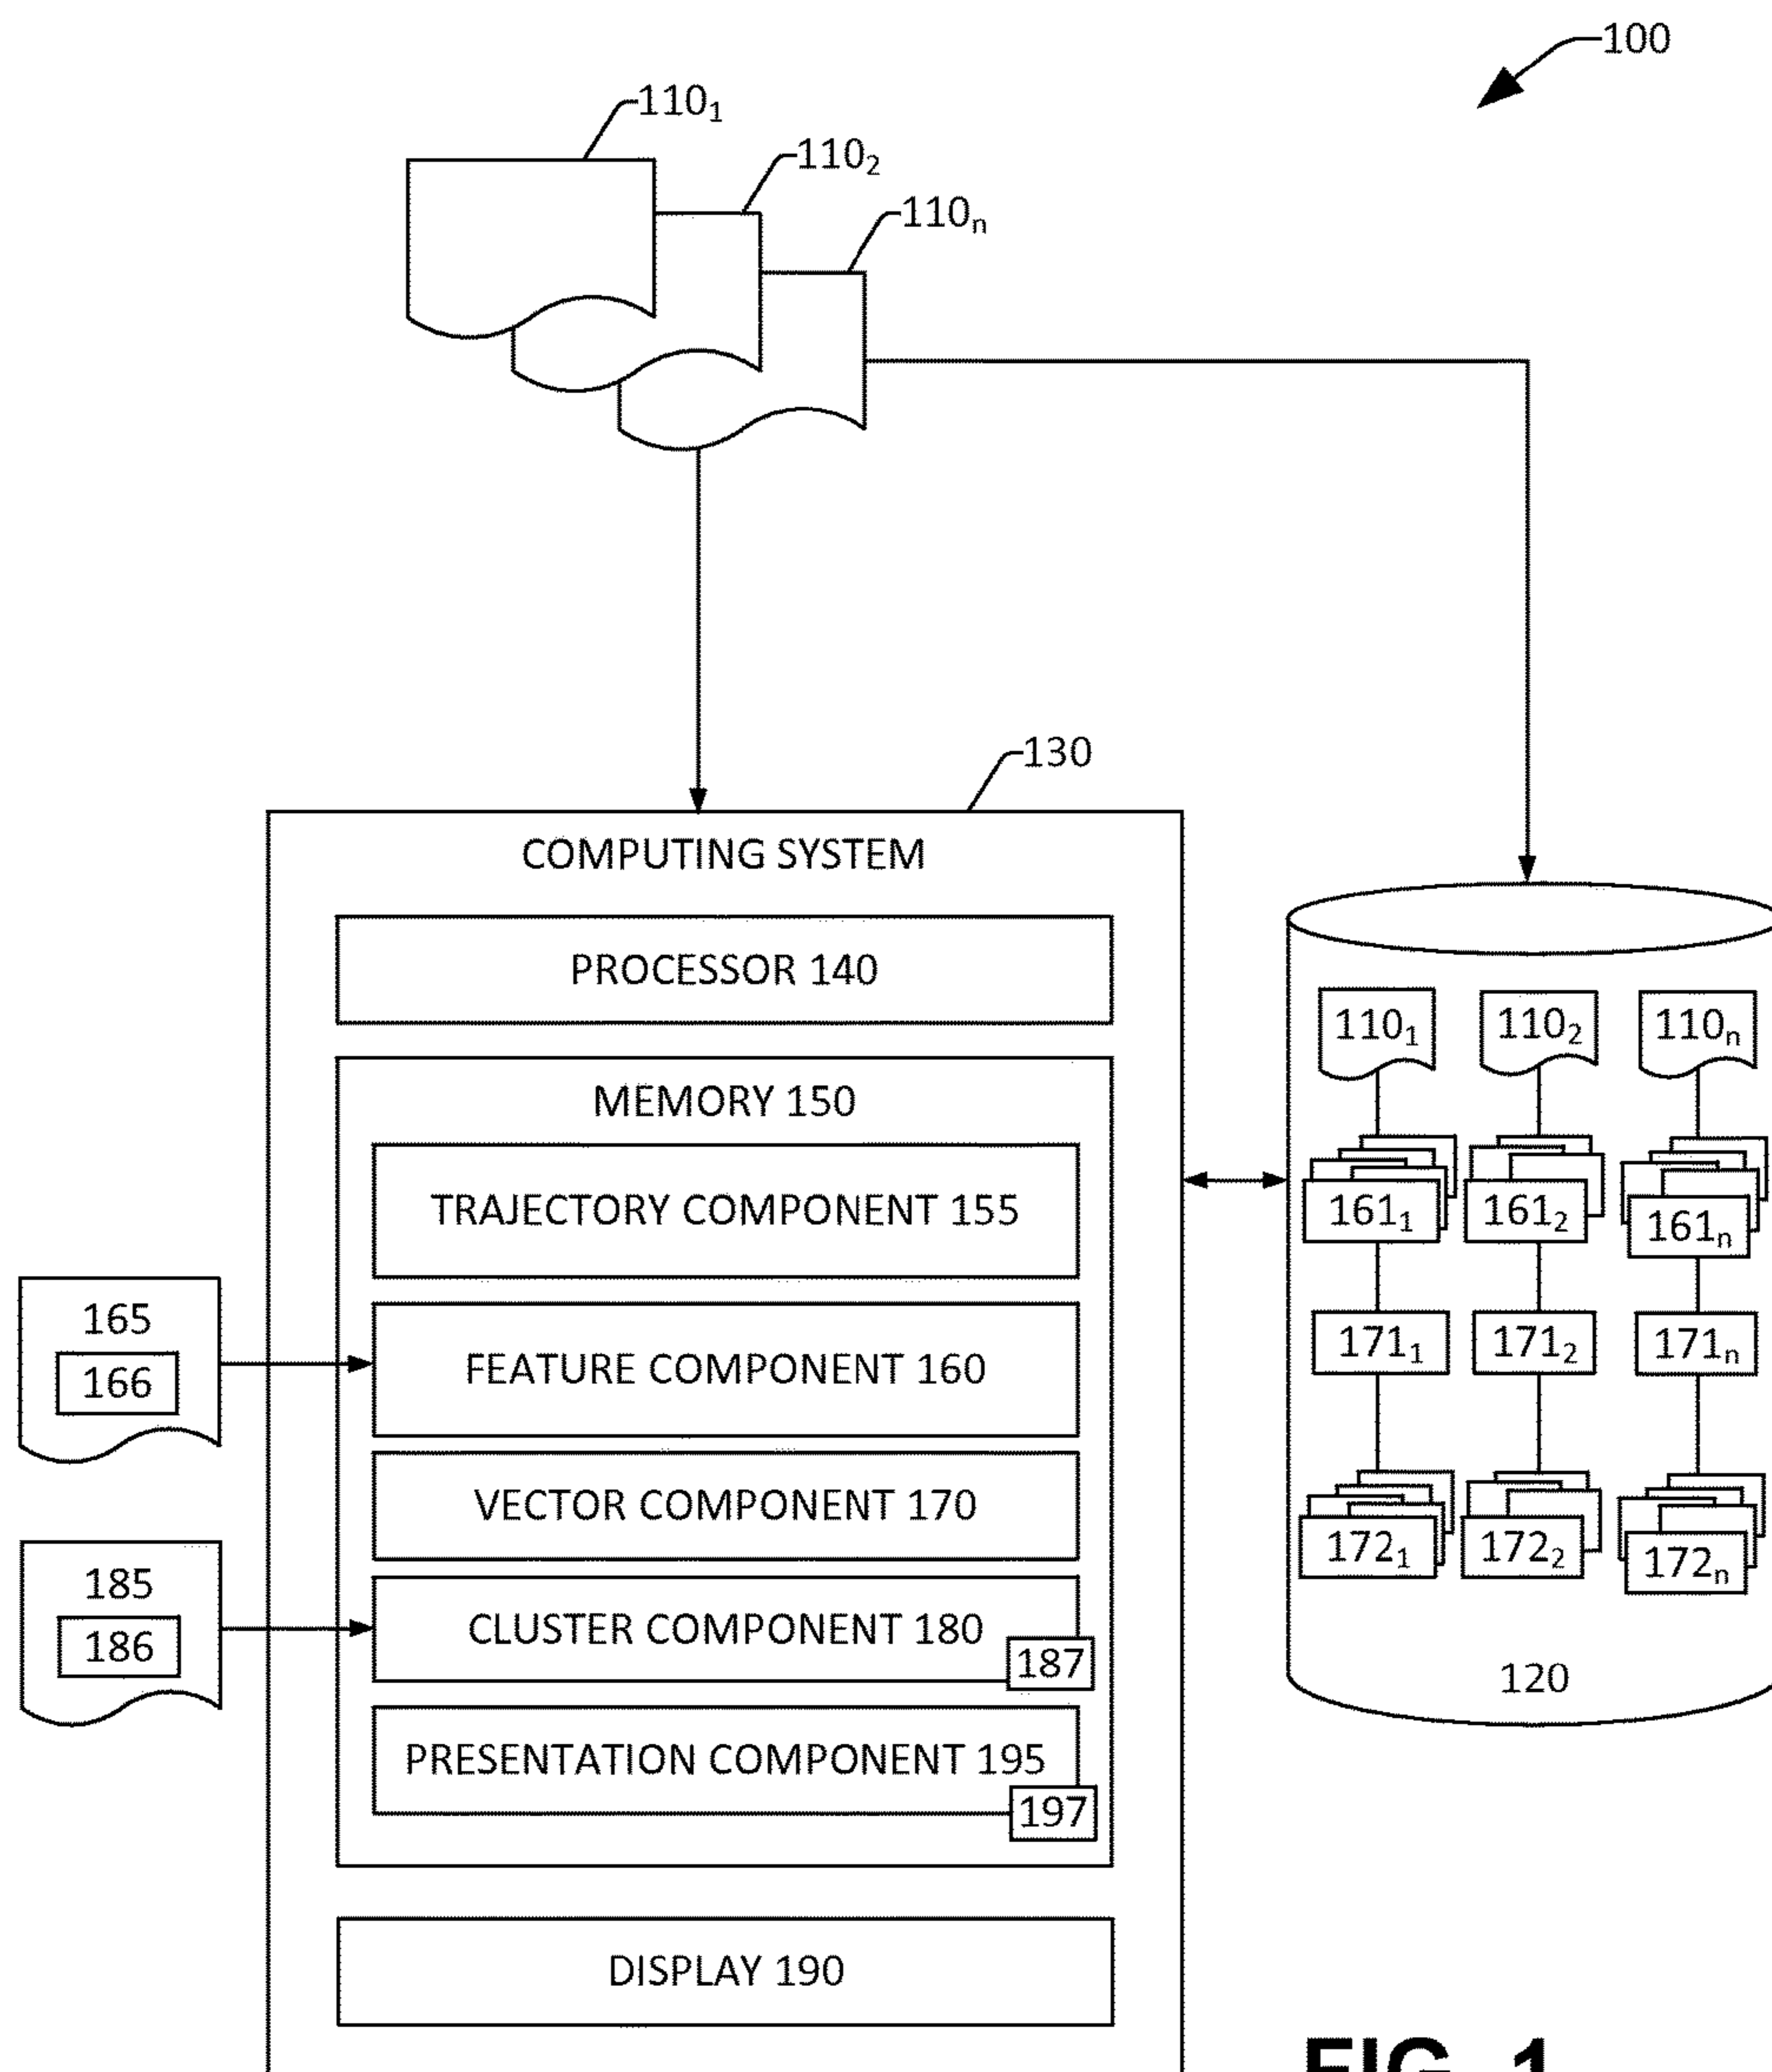 100
110₁
110₂
110ₙ
130
COMPUTING SYSTEM
PROCESSOR 140
MEMORY 150
TRAJECTORY COMPONENT 155
FEATURE COMPONENT 160
VECTOR COMPONENT 170
CLUSTER COMPONENT 180
187
PRESENTATION COMPONENT 195
197
DISPLAY 190
165
166
185
186
110₁ 110₂ 110ₙ
161₁ 161₂ 161ₙ
171₁ 171₂ 171ₙ
172₁ 172₂ 172ₙ
120
FIG. 1